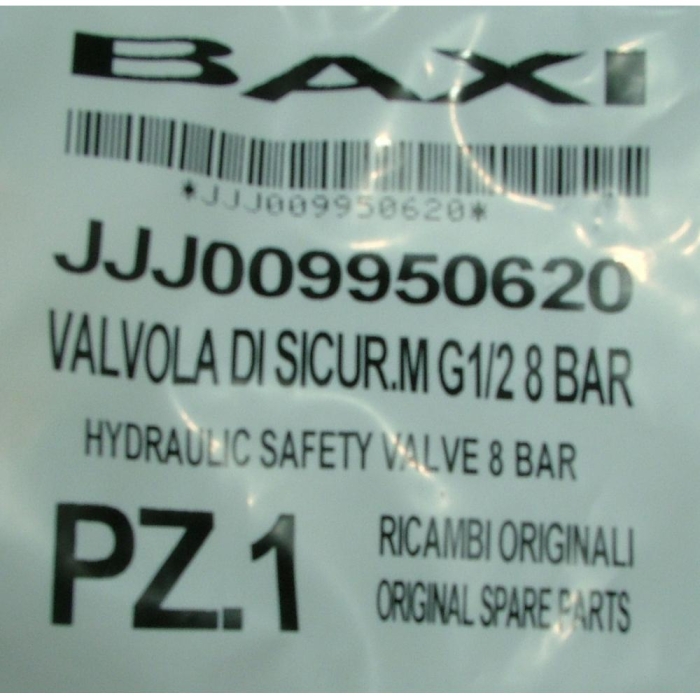 BAXI
*JJJ009950620*
JJJ009950620
VALVOLA DI SICUR.M G1/2 8 BAR
HYDRAULIC SAFETY VALVE 8 BAR
PZ.1
RICAMBI ORIGINALI
ORIGINAL SPARE PARTS